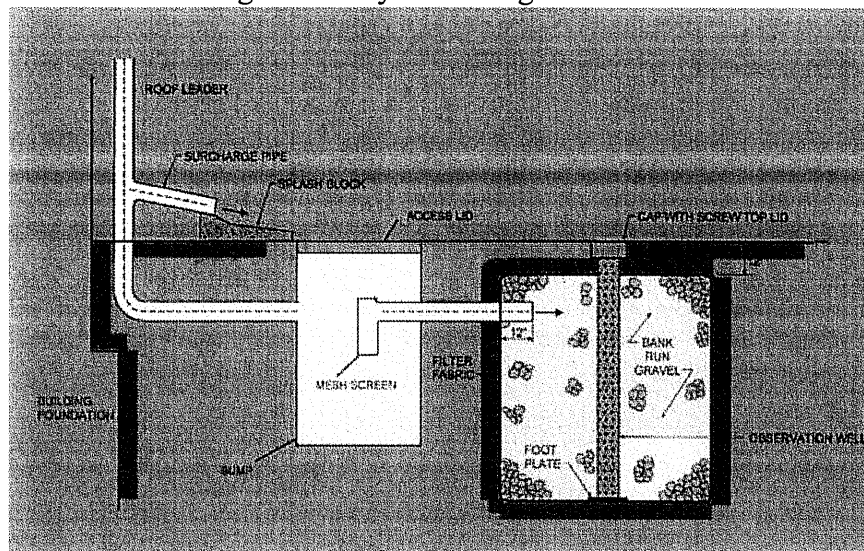 ROOF LEADER
SURCHARGE PIPE
SPLASH BLOCK
ACCESS LID
CAP WITH SCREW TOP LID
12"
MESH SCREEN
FILTER
FABRIC
BANK
RUN
GRAVEL
BUILDING
FOUNDATION
OBSERVATION WELL
FOOT
PLATE
SUMP